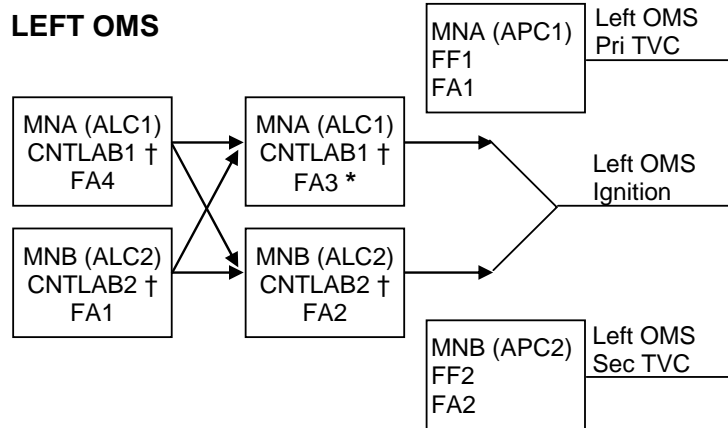 LEFT OMS
MNA (APC1)
FF1
FA1
Left OMS
Pri TVC
MNA (ALC1)
CNTLAB1 †
FA4
MNA (ALC1)
CNTLAB1 †
FA3 *
Left OMS
Ignition
MNB (ALC2)
CNTLAB2 †
FA1
MNB (ALC2)
CNTLAB2 †
FA2
MNB (APC2)
FF2
FA2
Left OMS
Sec TVC